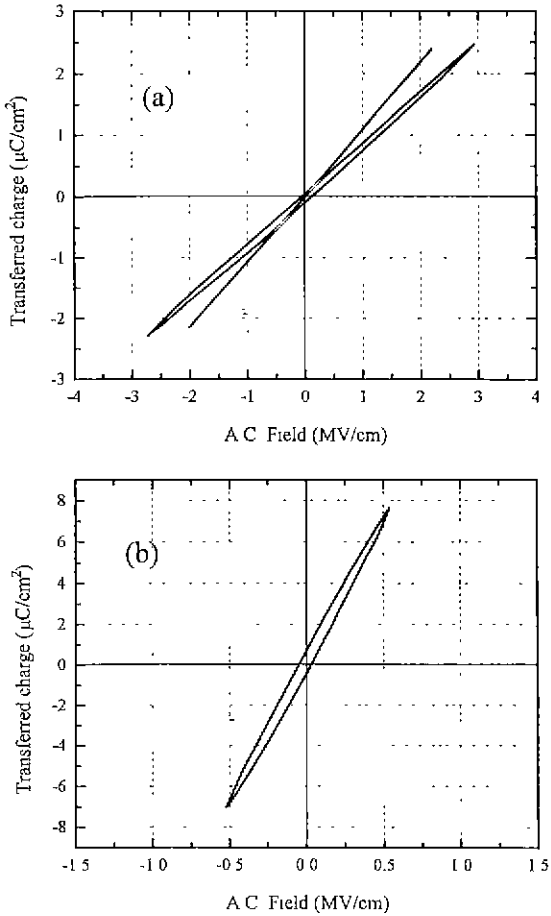 Transferred charge (μC/cm²)
3
2
1
0
-1
-2
-3
(a)
-4 -3 -2 -1 0 1 2 3 4
A C Field (MV/cm)
Transferred charge (μC/cm²)
8
6
4
2
0
-2
-4
-6
-8
(b)
-1 5 -1 0 -0.5 0 0 0.5 1 0 1 5
A C Field (MV/cm)